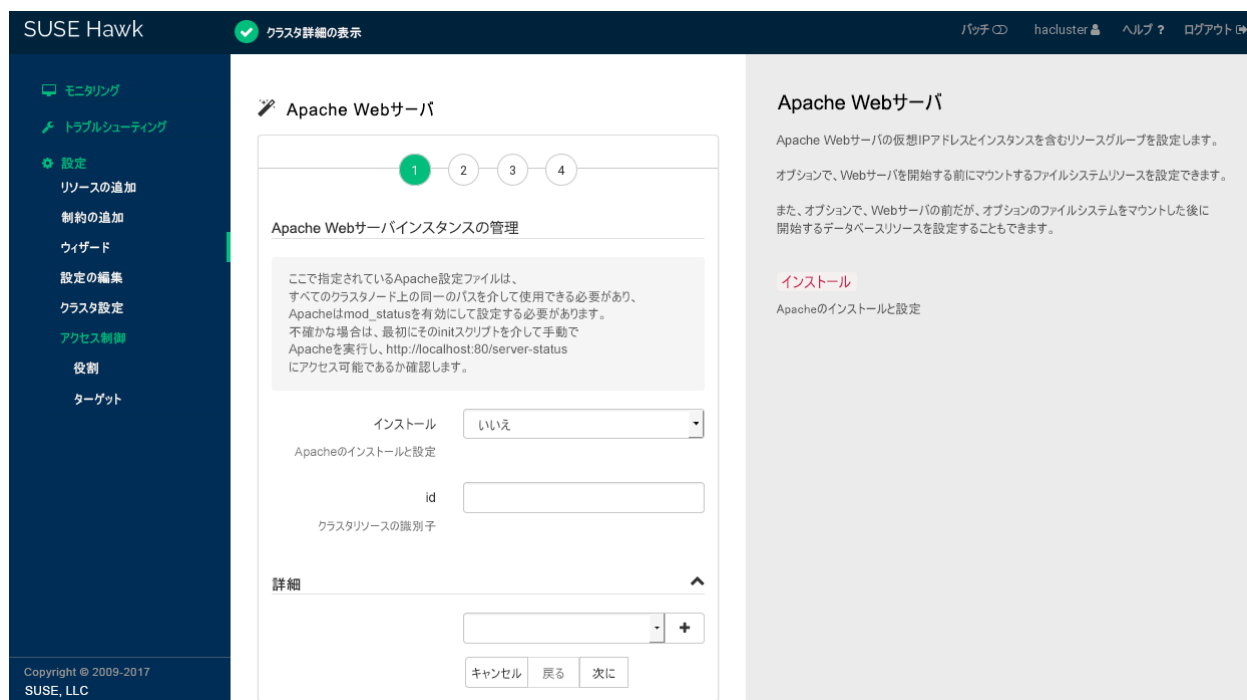 SUSE Hawk
クラスタ詳細の表示
バッチ
hacluster
ヘルプ ?
ログアウト
モニタリング
トラブルシューティング
設定
リソースの追加
制約の追加
ウィザード
設定の編集
クラスタ設定
アクセス制御
役割
ターゲット
Copyright © 2009-2017
SUSE, LLC
Apache Webサーバ
1 2 3 4
Apache Webサーバインスタンスの管理
ここで指定されているApache設定ファイルは、
すべてのクラスタノード上の同一のパスを介して使用できる必要があり、
Apacheはmod_statusを有効にして設定する必要があります。
不確かな場合は、最初にそのinitスクリプトを介して手動で
Apacheを実行し、http://localhost:80/server-status
にアクセス可能であるか確認します。
インストール
いいえ
Apacheのインストールと設定
id
クラスタリソースの識別子
詳細
キャンセル
戻る
次に
Apache Webサーバ
Apache Webサーバの仮想IPアドレスとインスタンスを含むリソースグループを設定します。
オプションで、Webサーバを開始する前にマウントするファイルシステムリソースを設定できます。
また、オプションで、Webサーバの前だが、オプションのファイルシステムをマウントした後に
開始するデータベースリソースを設定することもできます。
インストール
Apacheのインストールと設定